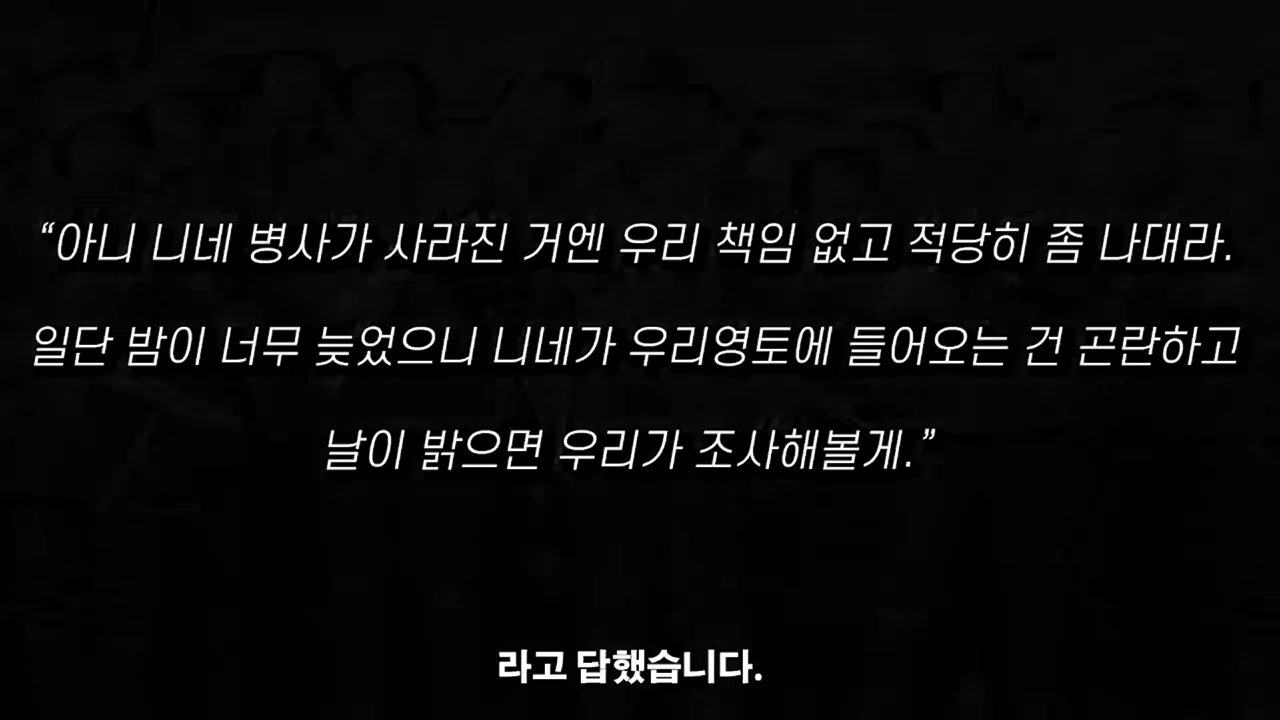 “아니 니네 병사가 사라진 거엔 우리 책임 없고 적당히 좀 나대라.
일단 밤이 너무 늦었으니 니네가 우리영토에 들어오는 건 곤란하고
날이 밝으면 우리가 조사해볼게.”
라고 답했습니다.